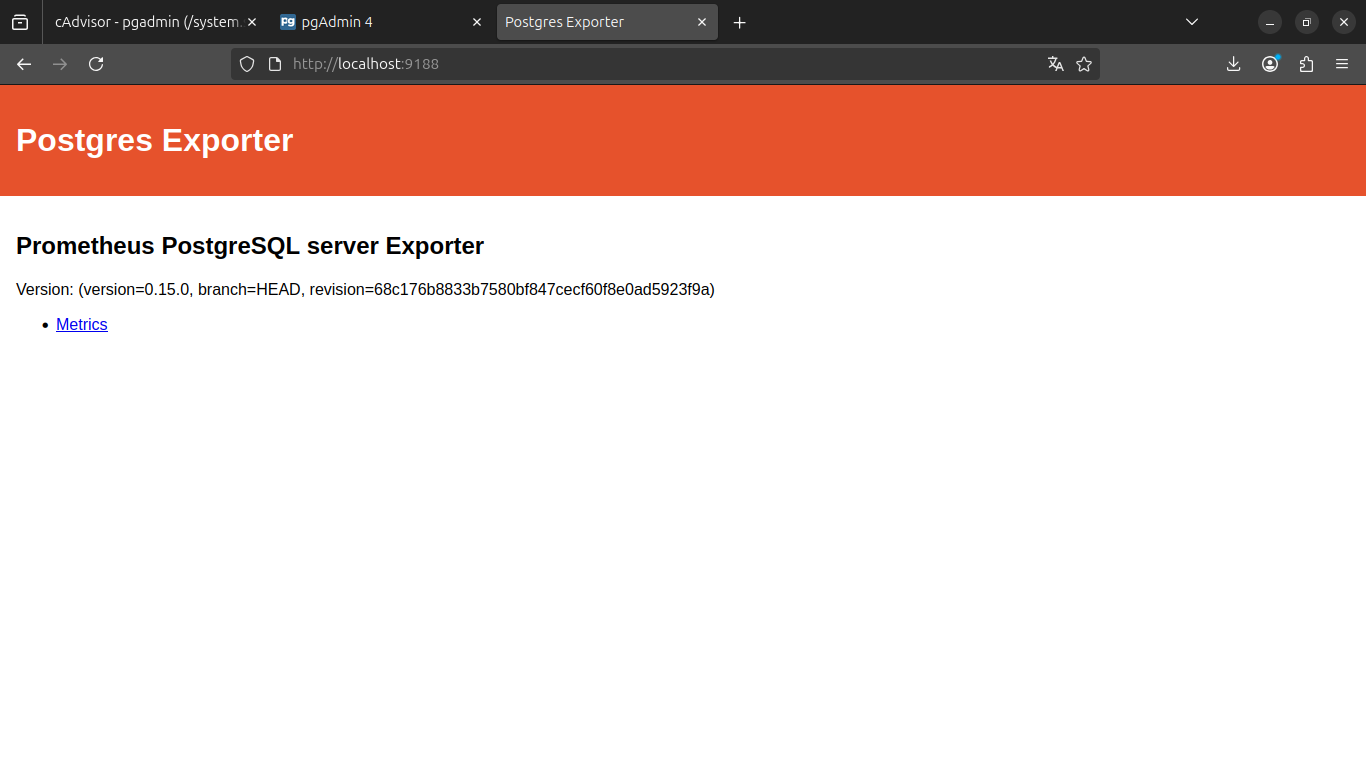 cAdvisor - pgadmin (/system.
pgAdmin 4
Postgres Exporter
http://localhost:9188
Postgres Exporter
Prometheus PostgreSQL server Exporter
Version: (version=0.15.0, branch=HEAD, revision=68c176b8833b7580bf847cecf60f8e0ad5923f9a)
• Metrics